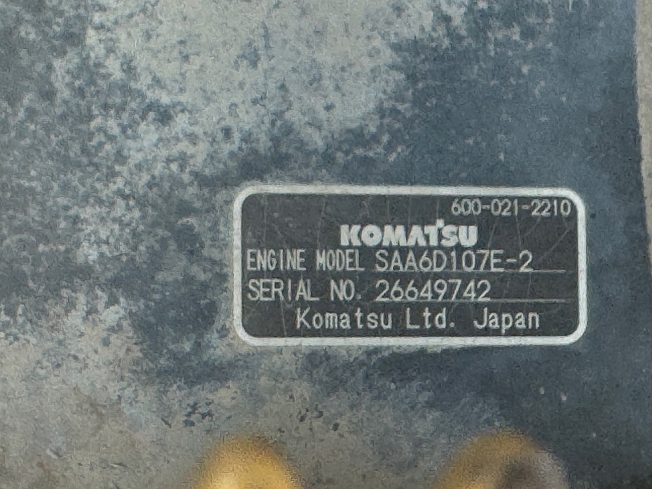 600-021-2210
KOMATSU
ENGINE MODEL SAA6D107E-2
SERIAL NO. 26649742
Komatsu Ltd. Japan